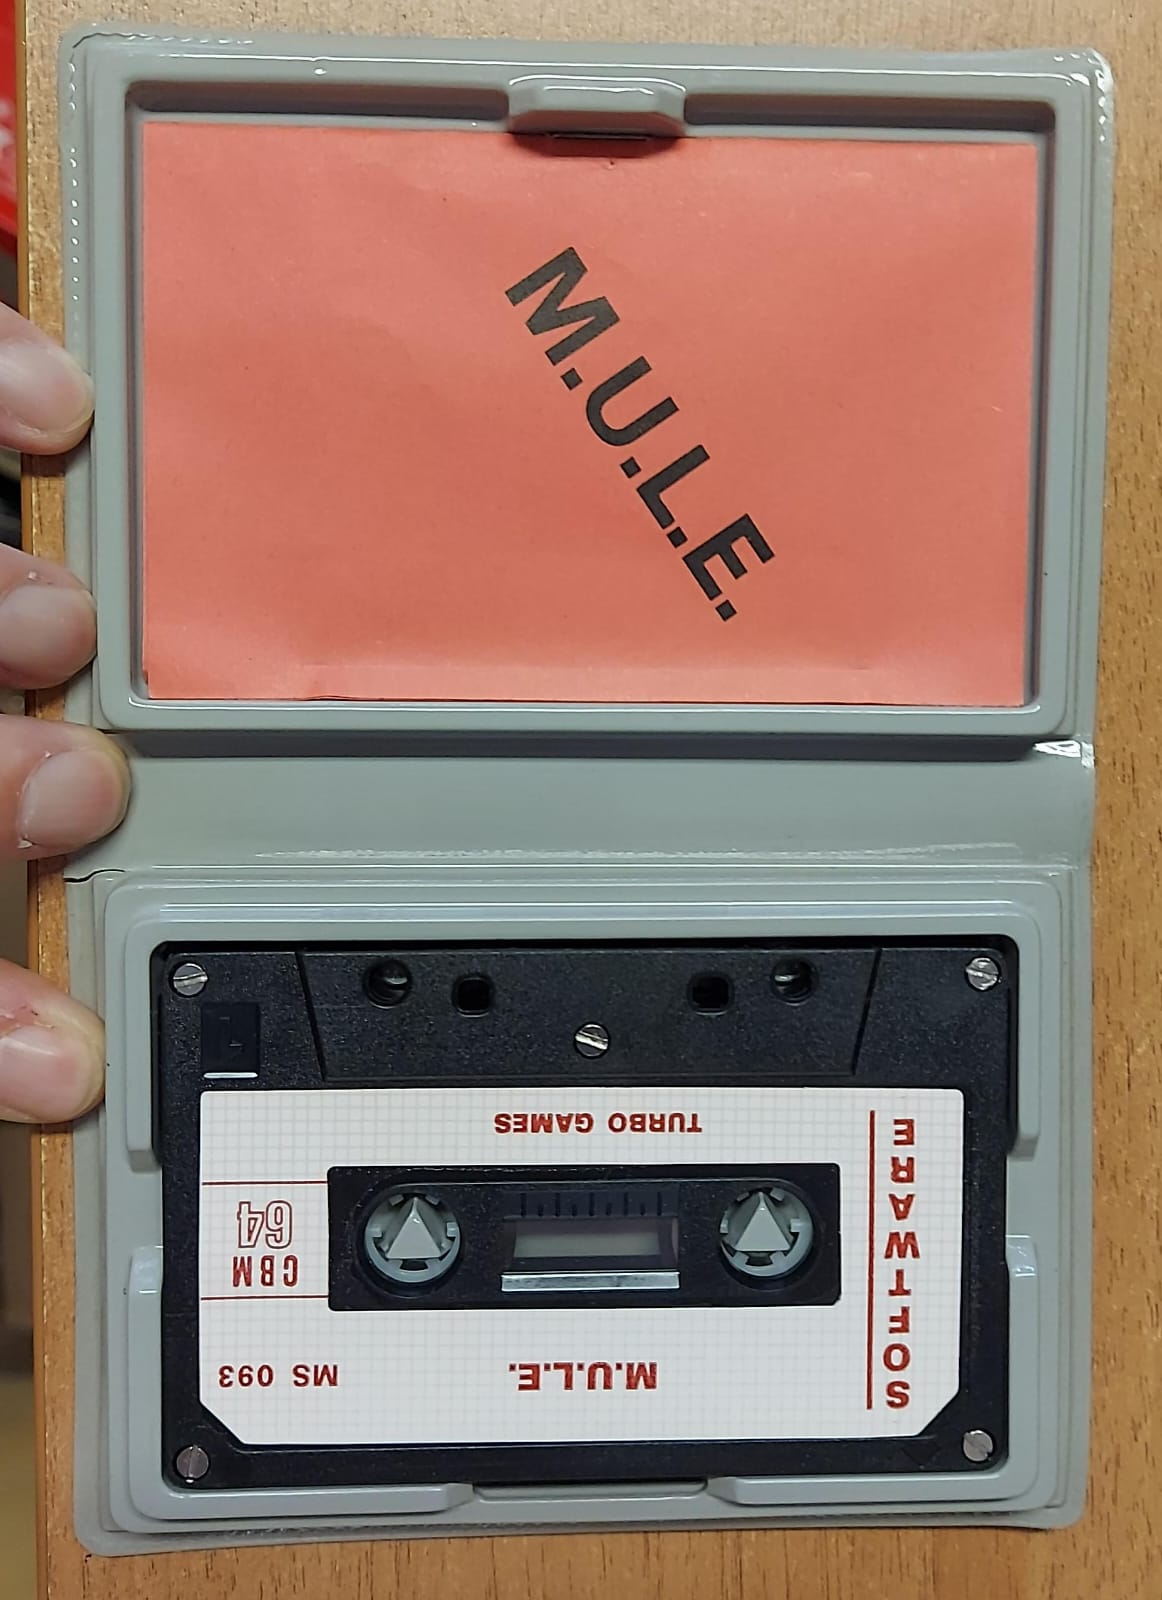 M.U.L.E.
SOFTWARE
M.U.L.E.
MS 093
CBM
64
TURBO GAMES